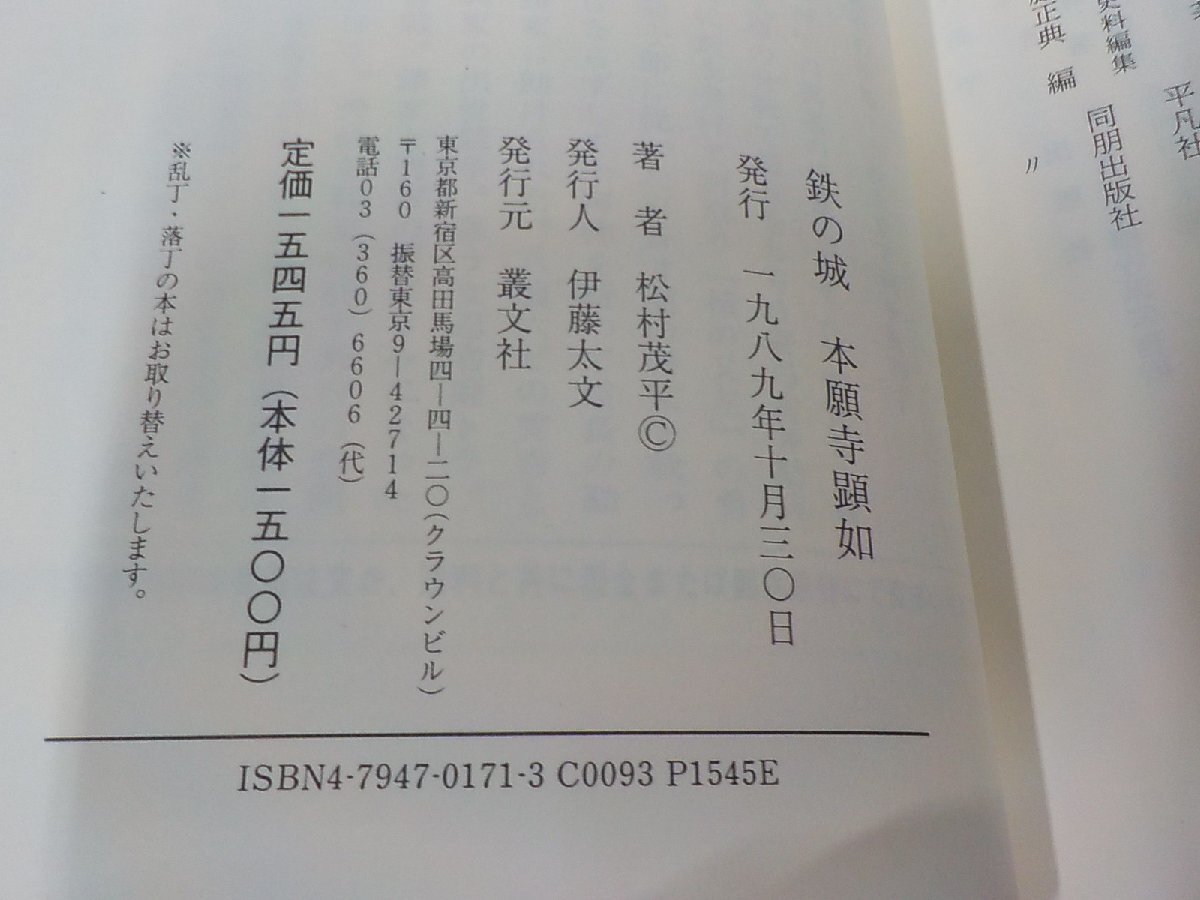 平凡社
同朋出版社
史料編集
正典 編
〃
鉄の城 本願寺顕如
発行 一九八九年十月三〇日
著 者 松村茂平©
発行人 伊藤太文
発行元 叢文社
東京都新宿区高田馬場四―四―二〇(クラウンビル)
〒160 振替東京9―42714
電話03(360)6606(代)
定価一五四五円(本体一五〇〇円)
※乱丁・落丁の本はお取り替えいたします。
ISBN4-7947-0171-3 C0093 P1545E